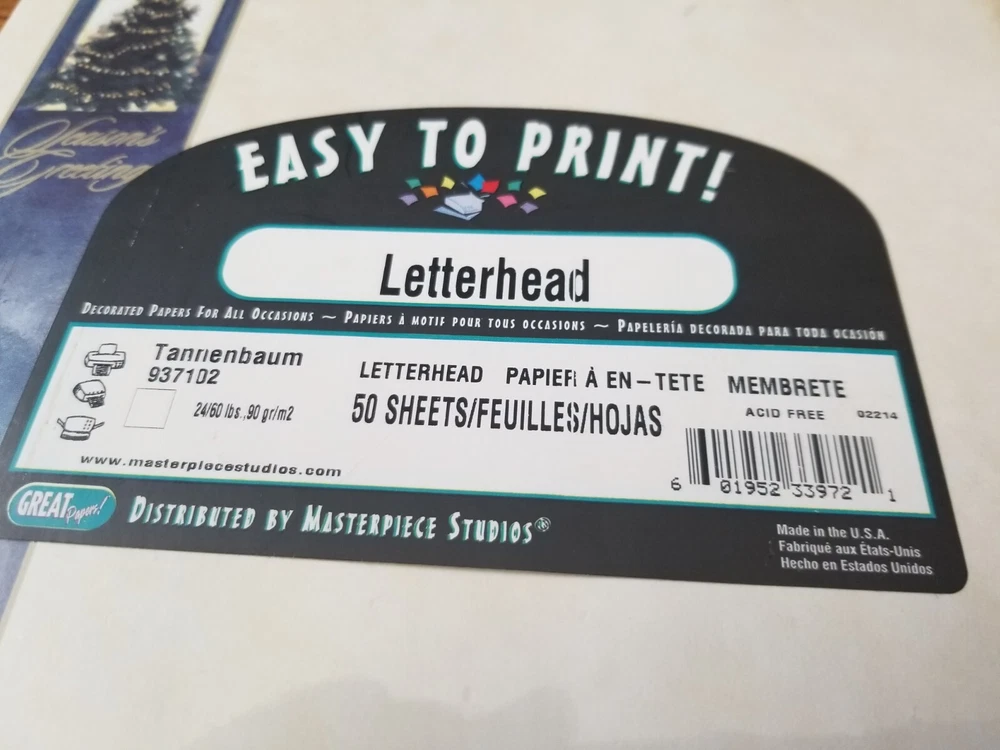 Season's
Greetings
EASY TO PRINT!
Letterhead
DECORATED PAPERS FOR ALL OCCASIONS ~ PAPIERS À MOTIF POUR TOUS OCCASIONS ~ PAPELERÍA DECORADA PARA TODA OCASIÓN
Tannenbaum
937102
24/60 lbs.,90 gr/m2
LETTERHEAD PAPIER À EN-TETE MEMBRETE
50 SHEETS/FEUILLES/HOJAS
ACID FREE 02214
www.masterpiecestudios.com
6 01952 33972 1
GREAT Papers!
DISTRIBUTED BY MASTERPIECE STUDIOS®
Made in the U.S.A.
Fabriqué aux États-Unis
Hecho en Estados Unidos